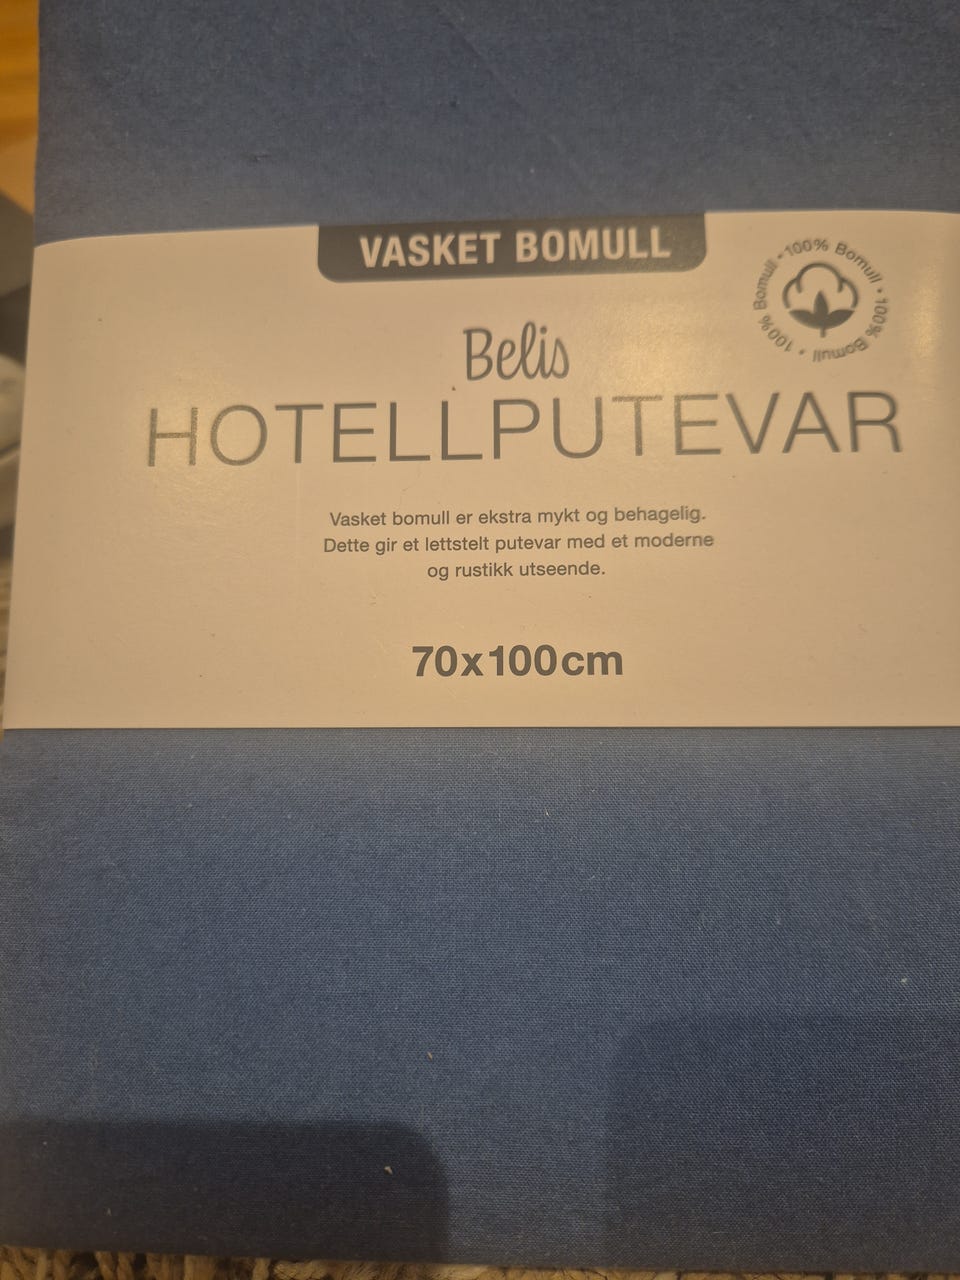 VASKET BOMULL
100% Bomull • 100% Bomull • 100% Bomull •
Belis
HOTELLPUTEVAR
Vasket bomull er ekstra mykt og behagelig.
Dette gir et lettstelt putevar med et moderne
og rustikk utseende.
70x100cm